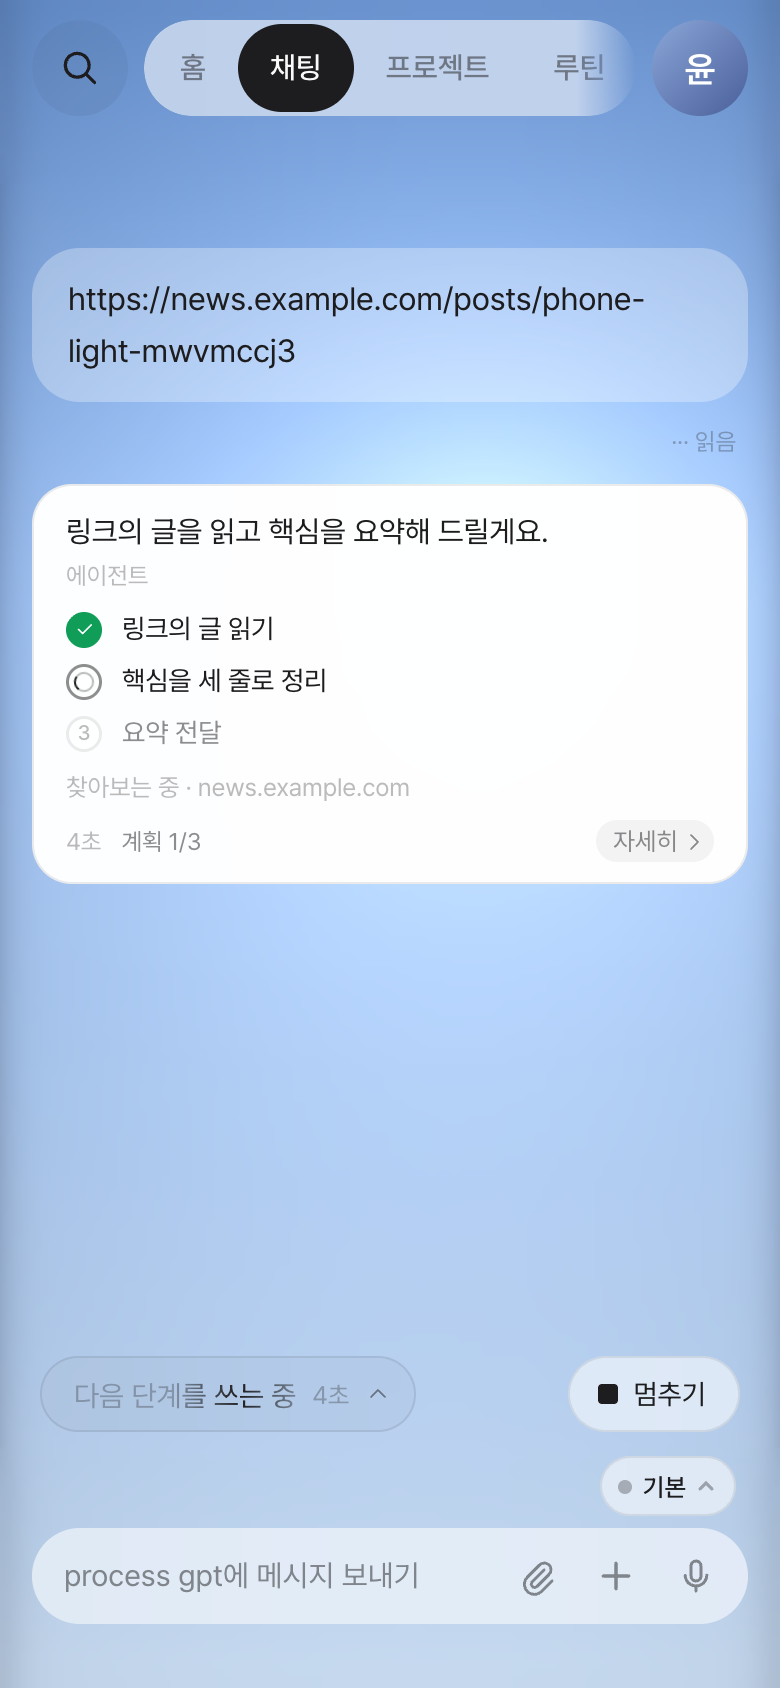 홈
채팅
프로젝트
루틴
윤
https://news.example.com/posts/phone-
light-mwvmccj3
··· 읽음
링크의 글을 읽고 핵심을 요약해 드릴게요.
에이전트
링크의 글 읽기
핵심을 세 줄로 정리
3 요약 전달
찾아보는 중 · news.example.com
4초 계획 1/3
자세히
다음 단계를 쓰는 중 4초
멈추기
기본
process gpt에 메시지 보내기